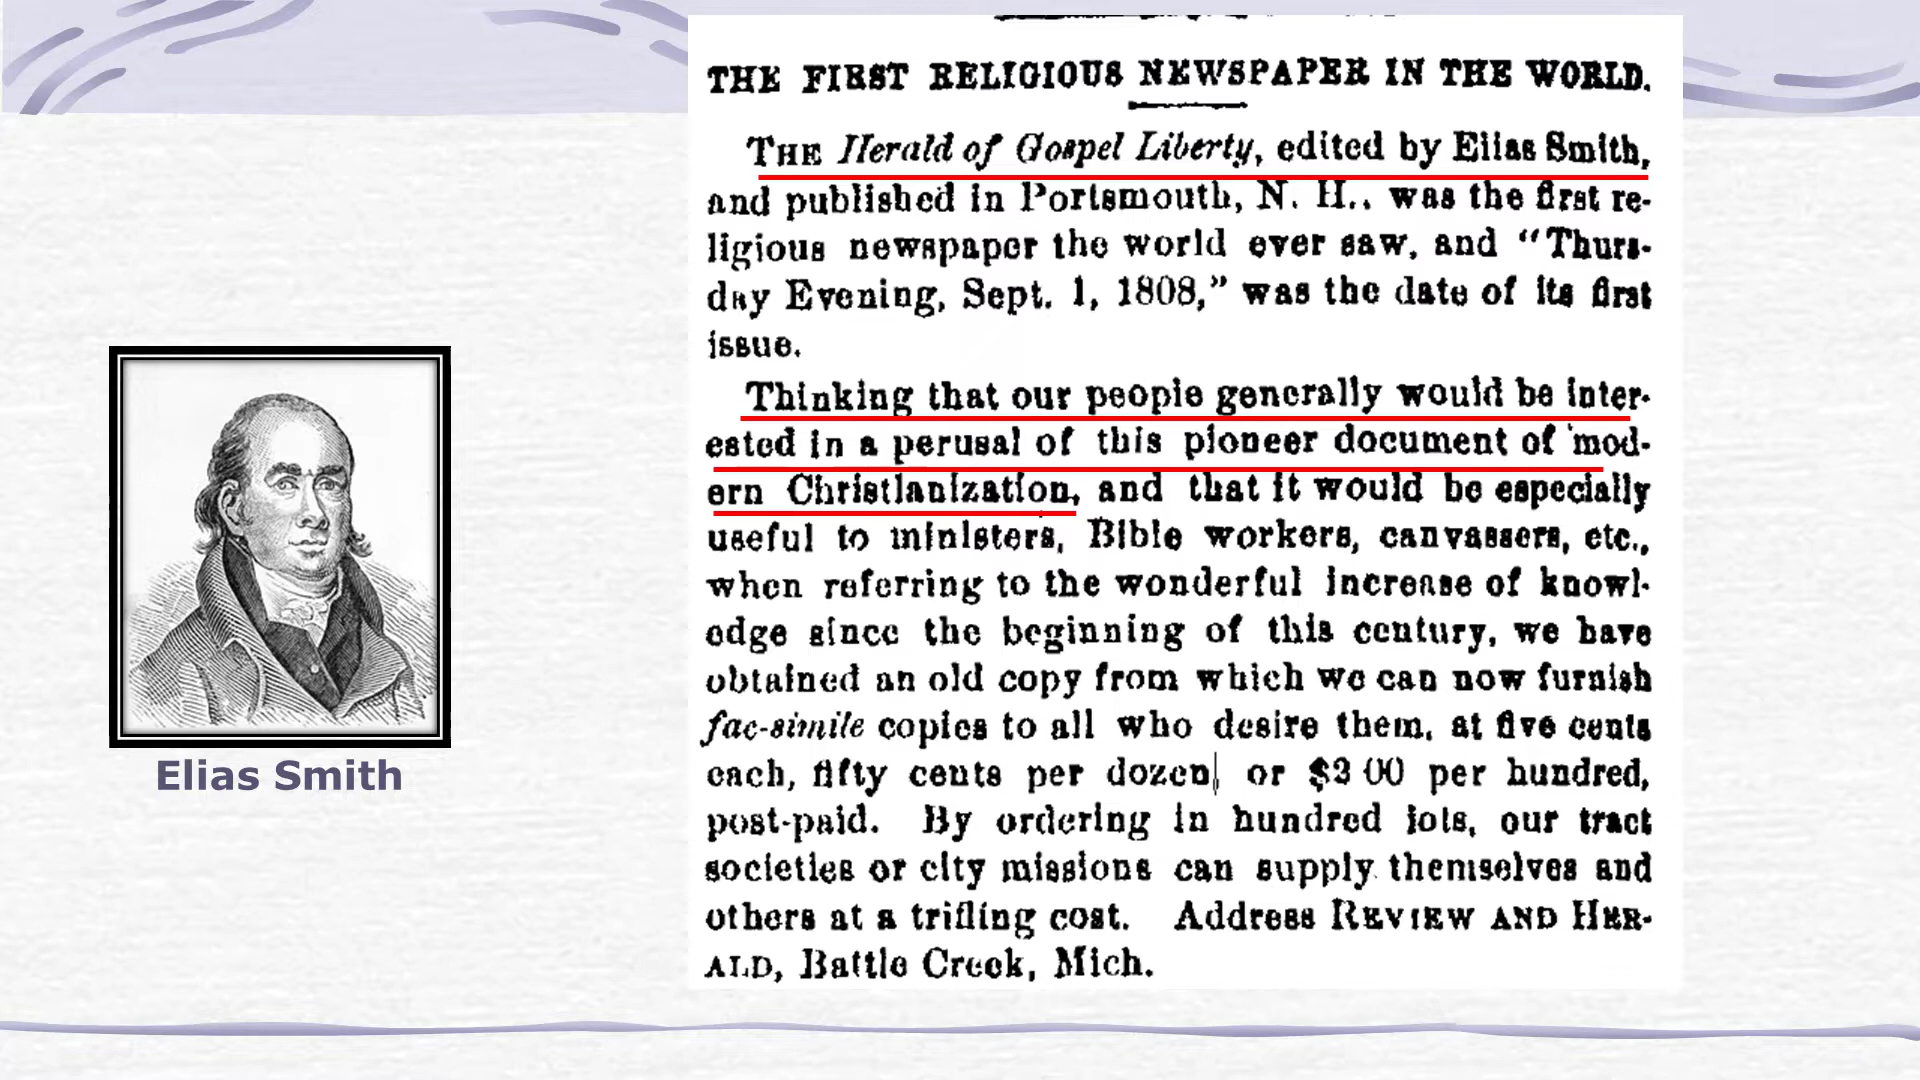 THE FIRST RELIGIOUS NEWSPAPER IN THE WORLD.
THE Herald of Gospel Liberty, edited by Elias Smith,
and published in Portsmouth, N. H., was the first re-
ligious newspaper the world ever saw, and “Thurs-
day Evening, Sept. 1, 1808,” was the date of its first
issue.
Thinking that our people generally would be inter-
ested in a perusal of this pioneer document of mod-
ern Christianization, and that it would be especially
useful to ministers, Bible workers, canvassers, etc.,
when referring to the wonderful increase of knowl-
edge since the beginning of this century, we have
obtained an old copy from which we can now furnish
fac-simile copies to all who desire them, at five cents
each, fifty cents per dozen, or per hundred,
post-paid. By ordering in hundred lots, our tract
societies or city missions can supply themselves and
others at a trifling cost. Address REVIEW AND HER-
ALD, Battle Creek, Mich.
Elias Smith